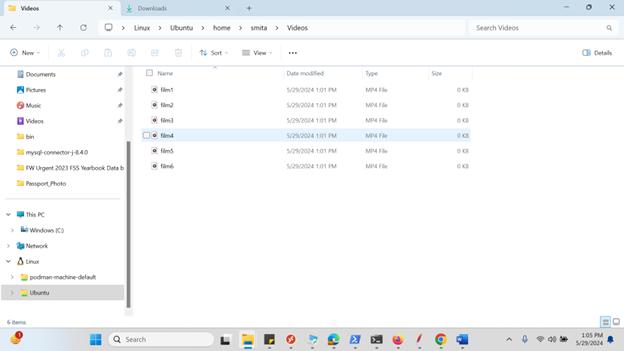 Videos
Downloads
Linux > Ubuntu > home > smita > Videos
Search Videos
New
Sort
View
Details
Documents
Pictures
Music
Videos
bin
mysql-connector-j-8.4.0
FW Urgent 2023 FSS Yearbook Data b
Passport_Photo
This PC
Windows (C:)
Network
Linux
podman-machine-default
Ubuntu
Name Date modified Type Size
film1 5/29/2024 1:01 PM MP4 File 0 KB
film2 5/29/2024 1:01 PM MP4 File 0 KB
film3 5/29/2024 1:01 PM MP4 File 0 KB
film4 5/29/2024 1:01 PM MP4 File 0 KB
film5 5/29/2024 1:01 PM MP4 File 0 KB
film6 5/29/2024 1:01 PM MP4 File 0 KB
6 items
1
Search
1:05 PM
5/29/2024